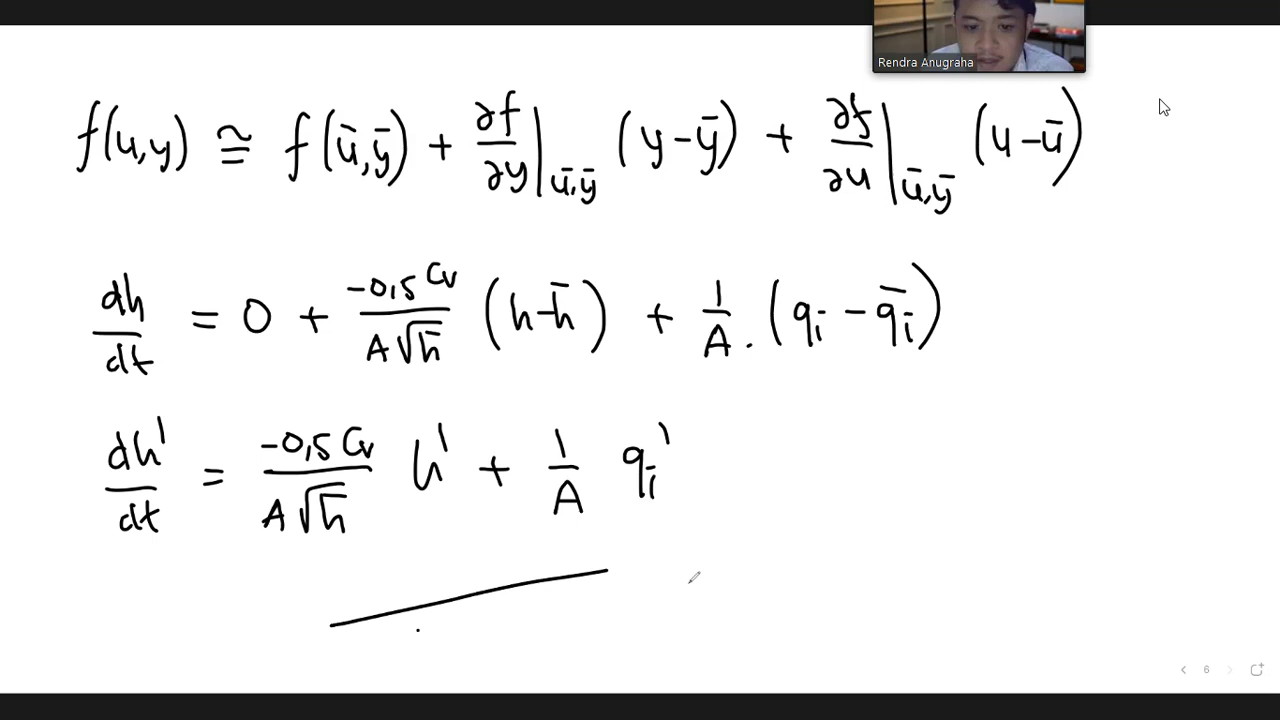 Rendra Anugraha
f(u,y) ≅ f(ū,ȳ) + ∂f/∂y|ū,ȳ (y-ȳ) + ∂f/∂u|ū,ȳ (u-ū)
dh/dt = 0 + -0,5 Cv/A√h̄ (h-h̄) + 1/A . (qi - q̄i)
dh'/dt = -0,5 Cv/A√h̄ h' + 1/A qi'
6